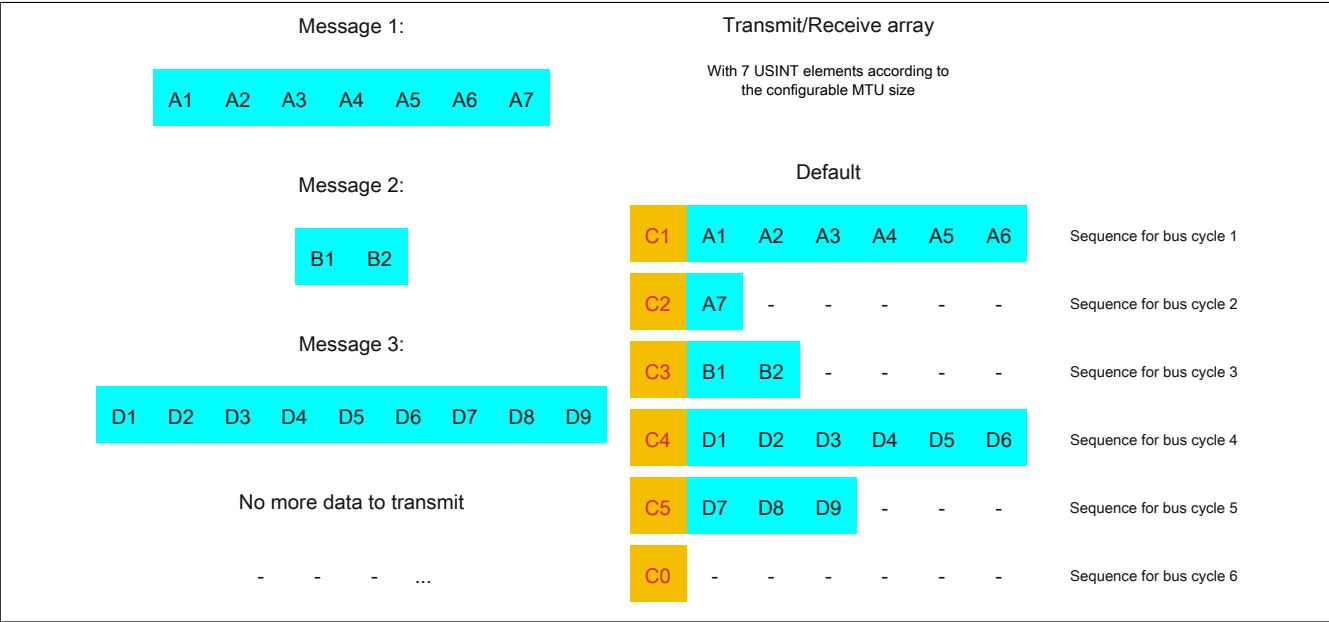 Message 1:
A1 A2 A3 A4 A5 A6 A7
Message 2:
B1 B2
Message 3:
D1 D2 D3 D4 D5 D6 D7 D8 D9
No more data to transmit
- - - ...
Transmit/Receive array
With 7 USINT elements according to
the configurable MTU size
Default
C1 A1 A2 A3 A4 A5 A6 Sequence for bus cycle 1
C2 A7 - - - - - Sequence for bus cycle 2
C3 B1 B2 - - - - Sequence for bus cycle 3
C4 D1 D2 D3 D4 D5 D6 Sequence for bus cycle 4
C5 D7 D8 D9 - - - Sequence for bus cycle 5
C0 - - - - - - Sequence for bus cycle 6